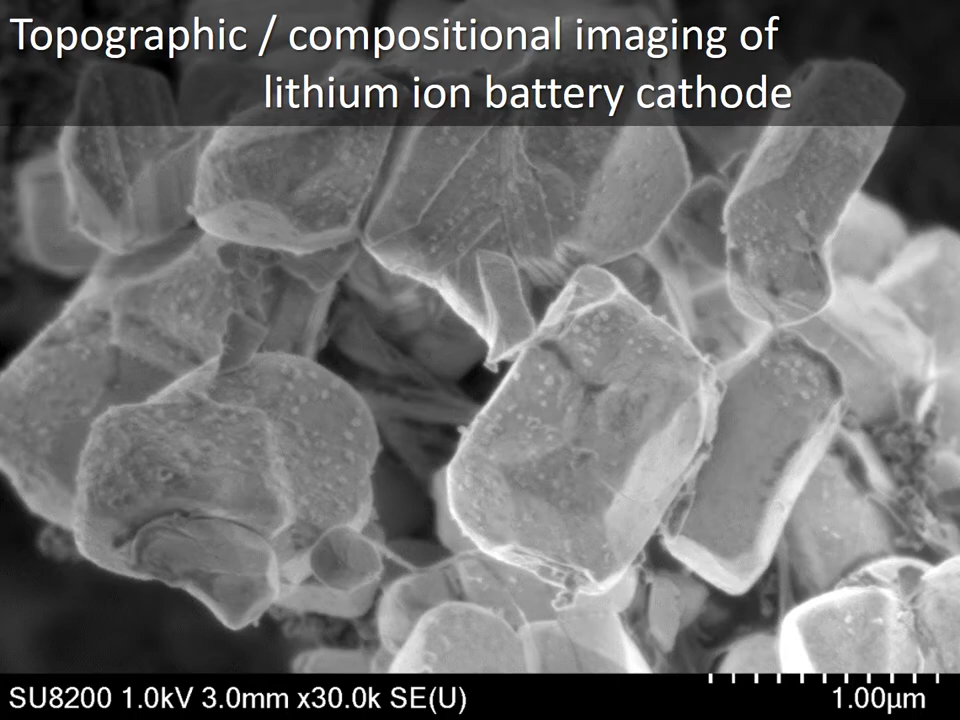 Topographic / compositional imaging of
lithium ion battery cathode
SU8200 1.0kV 3.0mm x30.0k SE(U)
1.00µm